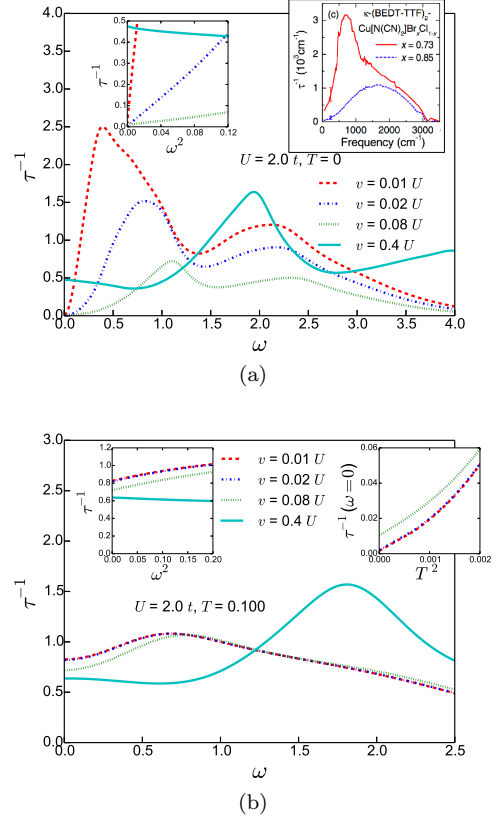 (a)
0.5
0.4
0.3
0.2
0.1
0.0
0.00 0.04 0.08 0.12
τ⁻¹
ω²
(c)
κ-(BEDT-TTF)₂-
Cu[N(CN)₂]BrₓCl₁₋ₓ
x = 0.73
x = 0.85
3
2
1
0
0 1000 2000 3000
τ⁻¹ (10³cm⁻¹)
Frequency (cm⁻¹)
4.0
3.5
3.0
2.5
2.0
1.5
1.0
0.5
0.0
τ⁻¹
U = 2.0 t, T = 0
v = 0.01 U
v = 0.02 U
v = 0.08 U
v = 0.4 U
0.0 0.5 1.0 1.5 2.0 2.5 3.0 3.5 4.0
ω
(a)
(b)
3.0
2.5
2.0
1.5
1.0
0.5
0.0
τ⁻¹
1.2
1.0
0.8
0.6
0.4
0.2
0.0
0.00 0.05 0.10 0.15 0.20
τ⁻¹
ω²
v = 0.01 U
v = 0.02 U
v = 0.08 U
v = 0.4 U
0.06
0.04
0.02
0.00
0.000 0.001 0.002
τ⁻¹(ω=0)
T²
U = 2.0 t, T = 0.100
0.0 0.5 1.0 1.5 2.0 2.5
ω
(b)